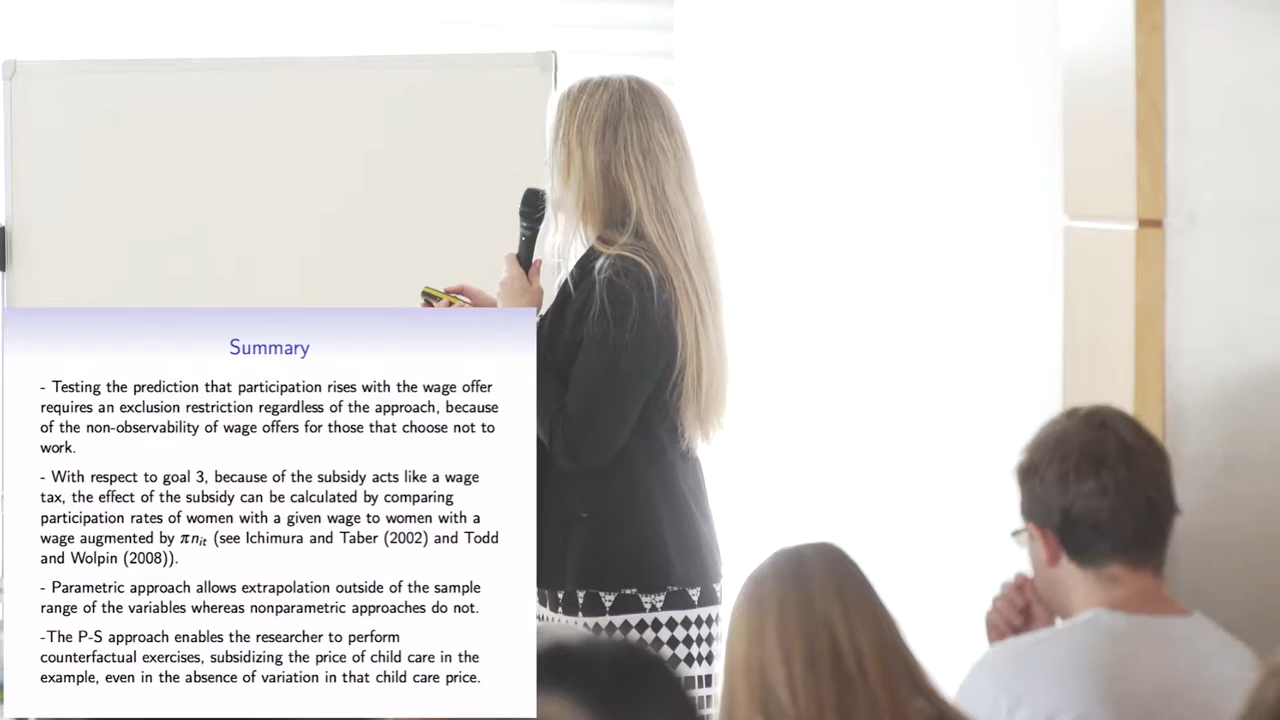 Summary
- Testing the prediction that participation rises with the wage offer
requires an exclusion restriction regardless of the approach, because
of the non-observability of wage offers for those that choose not to
work.
- With respect to goal 3, because of the subsidy acts like a wage
tax, the effect of the subsidy can be calculated by comparing
participation rates of women with a given wage to women with a
wage augmented by πnᵢₜ (see Ichimura and Taber (2002) and Todd
and Wolpin (2008)).
- Parametric approach allows extrapolation outside of the sample
range of the variables whereas nonparametric approaches do not.
-The P-S approach enables the researcher to perform
counterfactual exercises, subsidizing the price of child care in the
example, even in the absence of variation in that child care price.